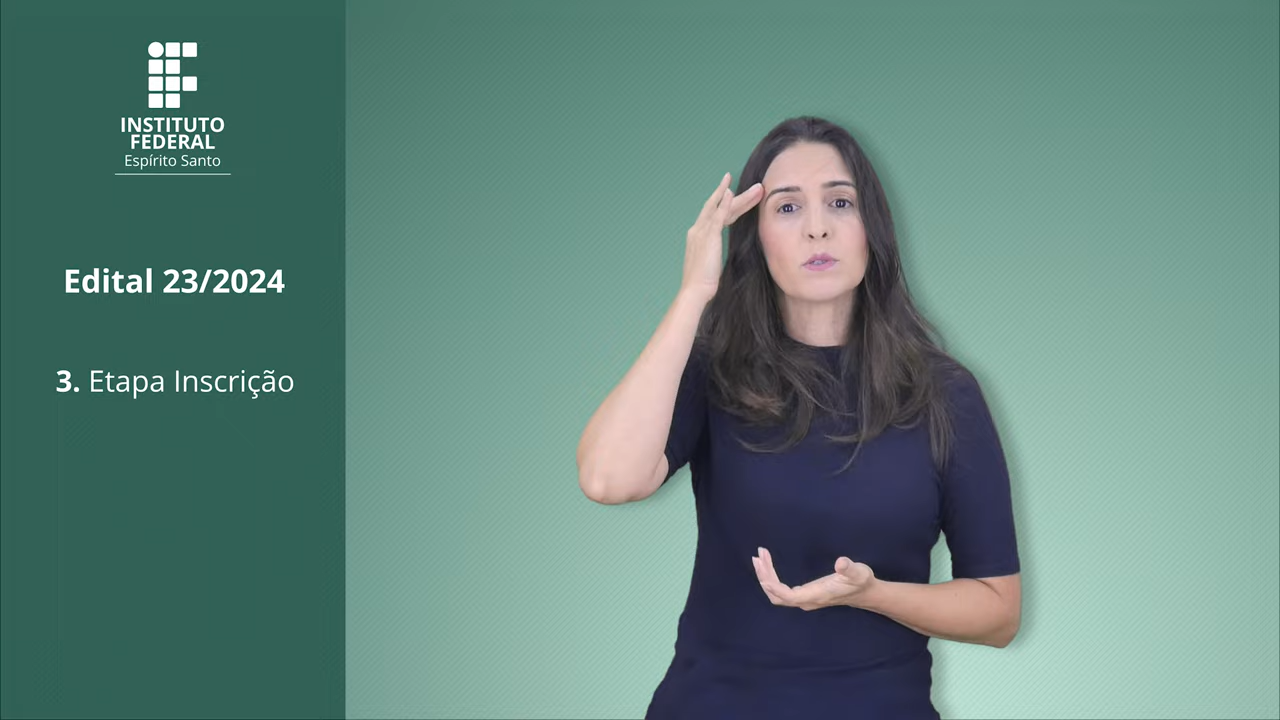 INSTITUTO
FEDERAL
Espírito Santo
Edital 23/2024
3. Etapa Inscrição